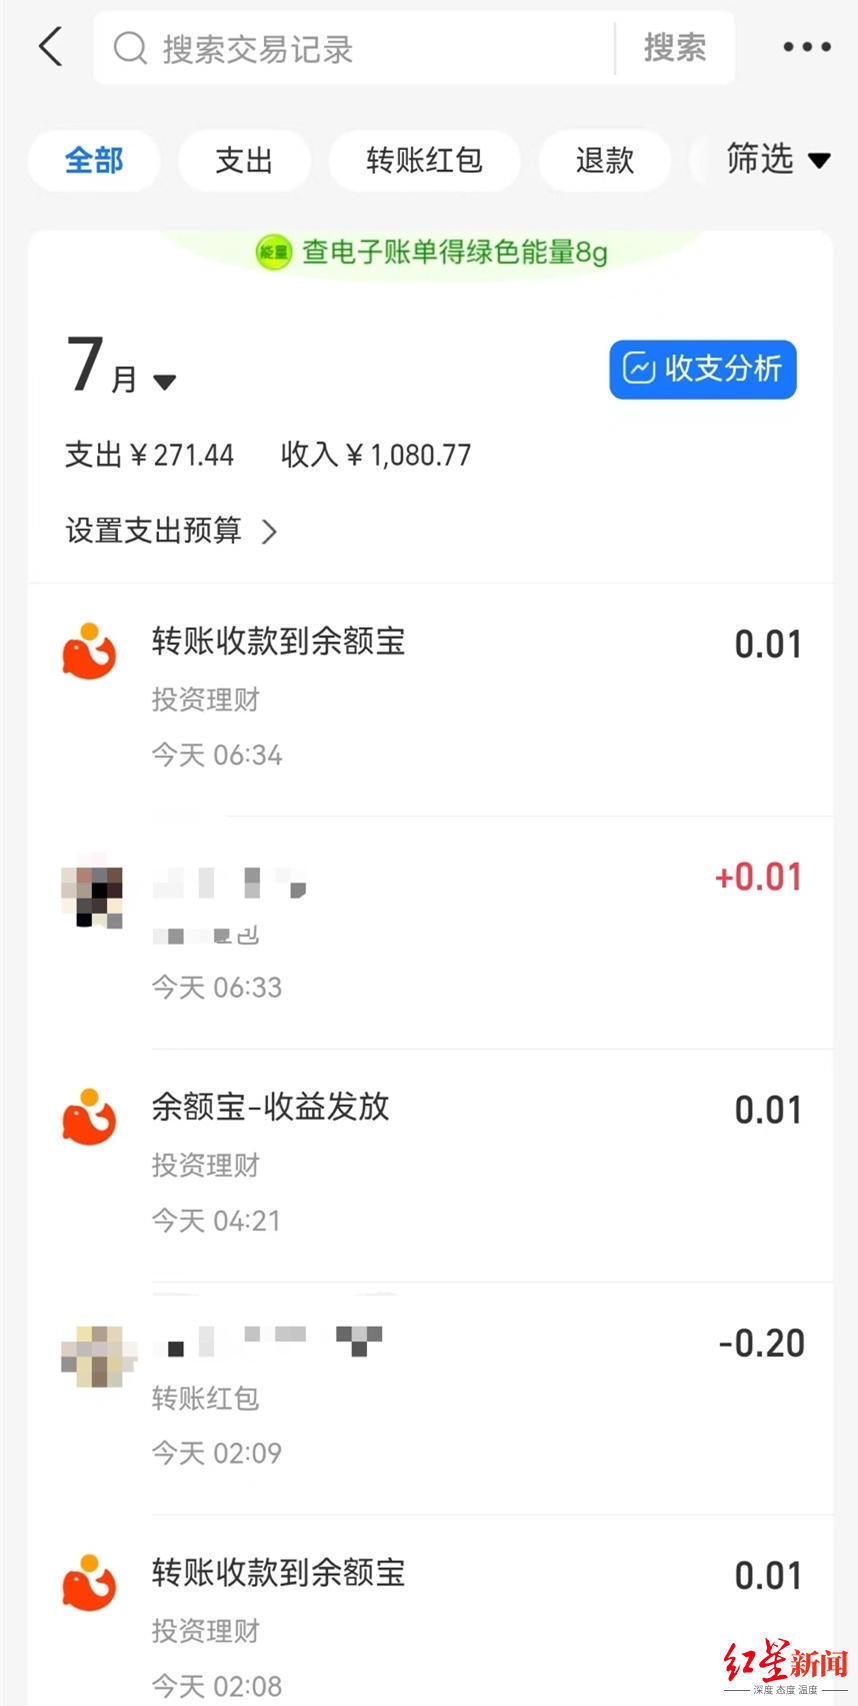 搜索交易记录
搜索
全部
支出
转账红包
退款
筛选
能量 查电子账单得绿色能量8g
7月
收支分析
支出￥271.44 收入￥1,080.77
设置支出预算
转账收款到余额宝
0.01
投资理财
今天 06:34
+0.01
包
今天 06:33
余额宝-收益发放
0.01
投资理财
今天 04:21
-0.20
转账红包
今天 02:09
转账收款到余额宝
0.01
投资理财
今天 02:08
红星新闻
深度 态度 温度